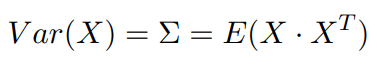 Var(X) = Σ = E(X · X^T)